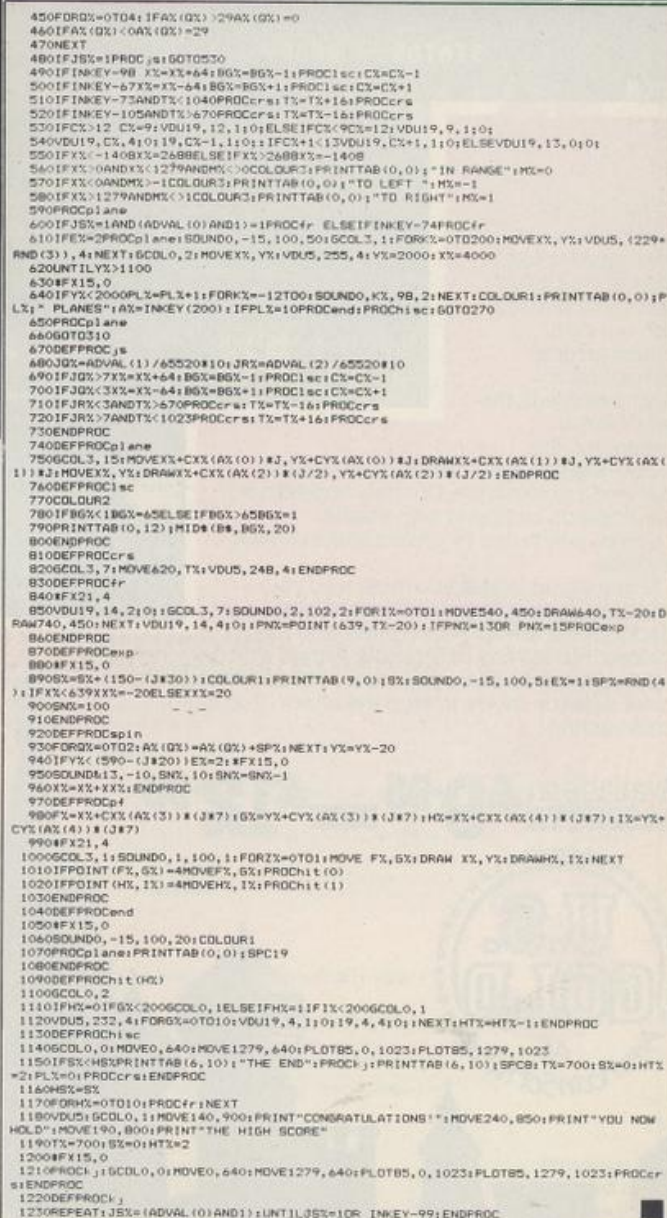 450FORQ%=0TO4:IFA%(Q%)>29A%(Q%)=0
460IFA%(Q%)<0A%(Q%)=29
470NEXT
480IFJS%=1PROCjs:GOTO530
490IFINKEY-98 X%=X%+64:BG%=BG%-1:PROClsc:C%=C%-1
500IFINKEY-67X%=X%-64:BG%=BG%+1:PROClsc:C%=C%+1
510IFINKEY-73ANDT%<1040PROCcrs:T%=T%+16:PROCcrs
520IFINKEY-105ANDT%>670PROCcrs:T%=T%-16:PROCcrs
530IFC%>12 C%=9:VDU19,12,1;0;ELSEIFC%<9C%=12:VDU19,9,1;0;
540VDU19,C%,4;0;19,C%-1,1;0;:IFC%+1<13VDU19,C%+1,1;0;ELSEVDU19,13,0;0;
550IFX%<-1408X%=2688ELSEIFX%>2688X%=-1408
560IFX%>0ANDX%<1279ANDM%<>0COLOUR3:PRINTTAB(0,0);"IN RANGE":M%=0
570IFX%<0ANDM%>-1COLOUR3:PRINTTAB(0,0);"TO LEFT ":M%=-1
580IFX%>1279ANDM%<>1COLOUR3:PRINTTAB(0,0);"TO RIGHT":M%=1
590PROCplane
600IFJS%=1AND(ADVAL(0)AND1)=1PROCfr ELSEIFINKEY-74PROCfr
610IFE%=2PROCplane:SOUND0,-15,100,50:GCOL3,1:FORK%=0TO200:MOVEX%,Y%:VDU5,(229+
RND(3)),4:NEXT:GCOL0,2:MOVEX%,Y%:VDU5,255,4:Y%=2000:X%=4000
620UNTILY%>1100
630*FX15,0
640IFY%<2000PL%=PL%+1:FORK%=-12TO0:SOUND0,K%,98,2:NEXT:COLOUR1:PRINTTAB(0,0);P
L%;" PLANES":A%=INKEY(200):IFPL%=10PROCend:PROChisc:GOTO270
650PROCplane
660GOTO310
670DEFPROCjs
680JQ%=ADVAL(1)/65520*10:JR%=ADVAL(2)/65520*10
690IFJQ%>7X%=X%+64:BG%=BG%-1:PROClsc:C%=C%-1
700IFJQ%<3X%=X%-64:BG%=BG%+1:PROClsc:C%=C%+1
710IFJR%<3ANDT%>670PROCcrs:T%=T%-16:PROCcrs
720IFJR%>7ANDT%<1023PROCcrs:T%=T%+16:PROCcrs
730ENDPROC
740DEFPROCplane
750GCOL3,15:MOVEX%+CX%(A%(0))*J,Y%+CY%(A%(0))*J:DRAWX%+CX%(A%(1))*J,Y%+CY%(A%(
1))*J:MOVEX%,Y%:DRAWX%+CX%(A%(2))*(J/2),Y%+CY%(A%(2))*(J/2):ENDPROC
760DEFPROClsc
770COLOUR2
780IFBG%<1BG%=65ELSEIFBG%>65BG%=1
790PRINTTAB(0,12);MID$(B$,BG%,20)
800ENDPROC
810DEFPROCcrs
820GCOL3,7:MOVE620,T%:VDU5,248,4:ENDPROC
830DEFPROCfr
840*FX21,4
850VDU19,14,2;0;:GCOL3,7:SOUND0,2,102,2:FORI%=0TO1:MOVE540,450:DRAW640,T%-20:D
RAW740,450:NEXT:VDU19,14,4;0;:PN%=POINT(639,T%-20):IFPN%=13OR PN%=15PROCexp
860ENDPROC
870DEFPROCexp
880*FX15,0
890S%=S%+(150-(J*30)):COLOUR1:PRINTTAB(9,0);S%:SOUND0,-15,100,5:E%=1:SP%=RND(4
):IFX%<639XX%=-20ELSEXX%=20
900SN%=100
910ENDPROC
920DEFPROCspin
930FORQ%=0TO2:A%(Q%)=A%(Q%)+SP%:NEXT:Y%=Y%-20
940IFY%<(590-(J*20))E%=2:*FX15,0
950SOUND&13,-10,SN%,10:SN%=SN%-1
960X%=X%+XX%:ENDPROC
970DEFPROCpf
980F%=X%+CX%(A%(3))*(J*7):G%=Y%+CY%(A%(3))*(J*7):H%=X%+CX%(A%(4))*(J*7):I%=Y%+
CY%(A%(4))*(J*7)
990*FX21,4
1000GCOL3,1:SOUND0,1,100,1:FORZ%=0TO1:MOVE F%,G%:DRAW X%,Y%:DRAWH%,I%:NEXT
1010IFPOINT(F%,G%)=4MOVEF%,G%:PROChit(0)
1020IFPOINT(H%,I%)=4MOVEH%,I%:PROChit(1)
1030ENDPROC
1040DEFPROCend
1050*FX15,0
1060SOUND0,-15,100,20:COLOUR1
1070PROCplane:PRINTTAB(0,0);SPC19
1080ENDPROC
1090DEFPROChit(H%)
1100GCOL0,2
1110IFH%=0IFG%<200GCOL0,1ELSEIFH%=1IFI%<200GCOL0,1
1120VDU5,232,4:FORG%=0TO10:VDU19,4,1;0;19,4,4;0;:NEXT:HT%=HT%-1:ENDPROC
1130DEFPROChisc
1140GCOL0,0:MOVE0,640:MOVE1279,640:PLOT85,0,1023:PLOT85,1279,1023
1150IFS%<HS%PRINTTAB(6,10);"THE END":PROCkj:PRINTTAB(6,10);SPC8:T%=700:S%=0:HT%
=2:PL%=0:PROCcrs:ENDPROC
1160HS%=S%
1170FORH%=0TO10:PROCfr:NEXT
1180VDU5:GCOL0,1:MOVE140,900:PRINT"CONGRATULATIONS!":MOVE240,850:PRINT"YOU NOW
HOLD":MOVE190,800:PRINT"THE HIGH SCORE"
1190T%=700:S%=0:HT%=2
1200*FX15,0
1210PROCkj:GCOL0,0:MOVE0,640:MOVE1279,640:PLOT85,0,1023:PLOT85,1279,1023:PROCcr
s:ENDPROC
1220DEFPROCkj
1230REPEAT:JS%=(ADVAL(0)AND1):UNTILJS%=1OR INKEY-99:ENDPROC